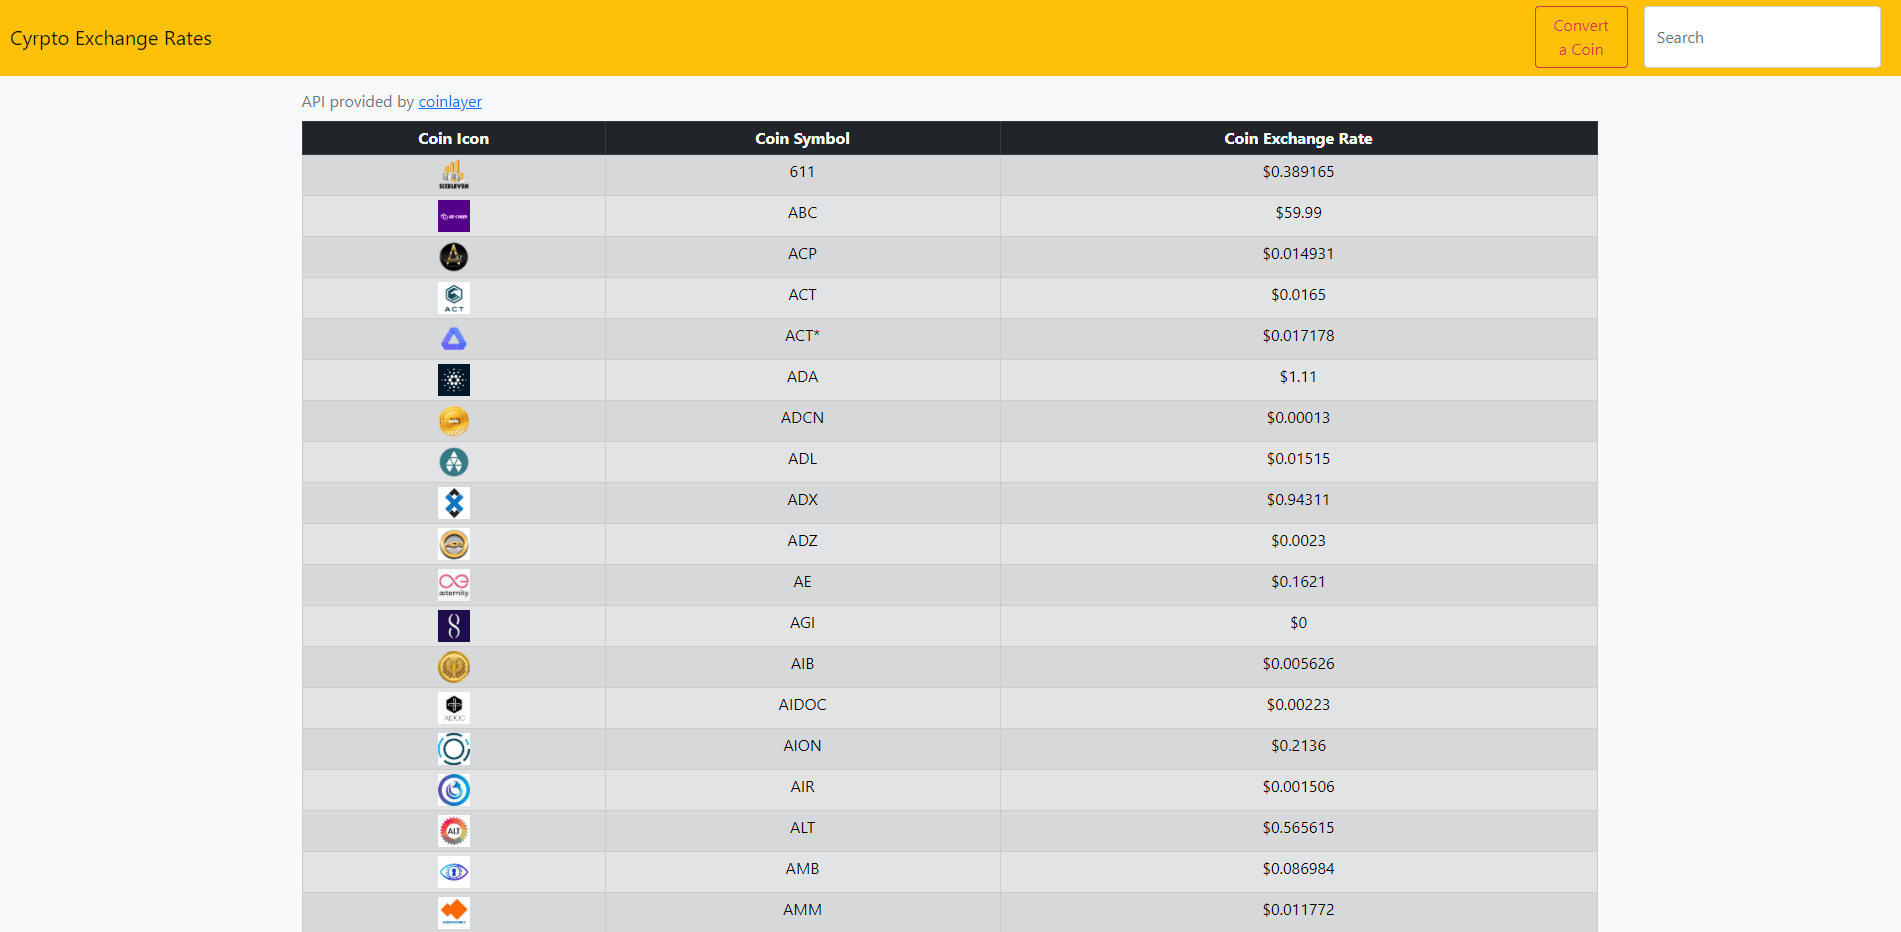 Cyrpto Exchange Rates
Convert
a Coin
Search
API provided by coinlayer
Coin Icon Coin Symbol Coin Exchange Rate
SIXELEVEN 611 $0.389165
ABC $59.99
ACP $0.014931
ACT ACT $0.0165
ACT* $0.017178
ADA $1.11
ADCN $0.00013
ADL $0.01515
ADX $0.94311
ADZ $0.0023
æternity AE $0.1621
AGI $0
AIB $0.005626
AIDOC AIDOC $0.00223
AION $0.2136
AIR $0.001506
ALT ALT $0.565615
AMB $0.086984
AMM $0.011772